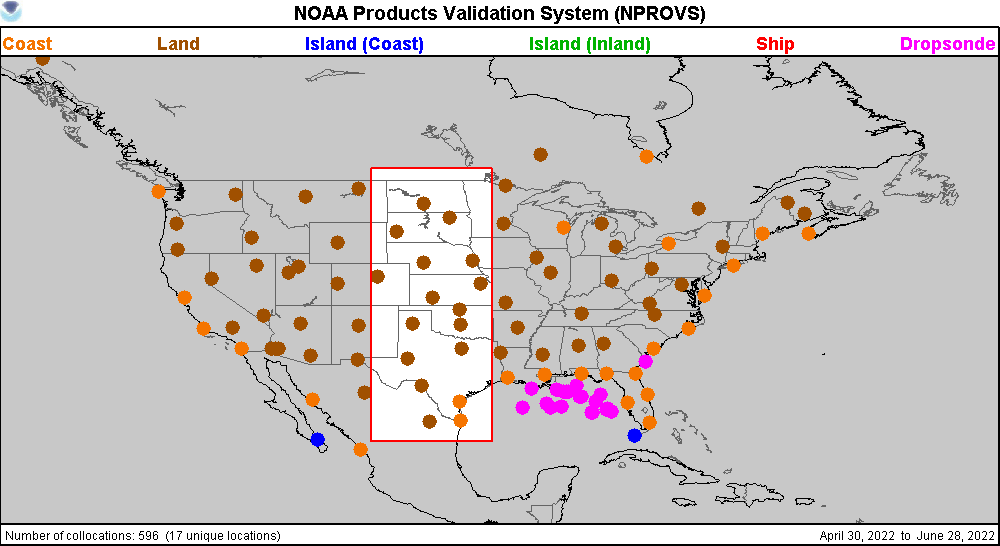 NOAA Products Validation System (NPROVS)
Coast Land Island (Coast) Island (Inland) Ship Dropsonde
Number of collocations: 596 (17 unique locations) April 30, 2022 to June 28, 2022